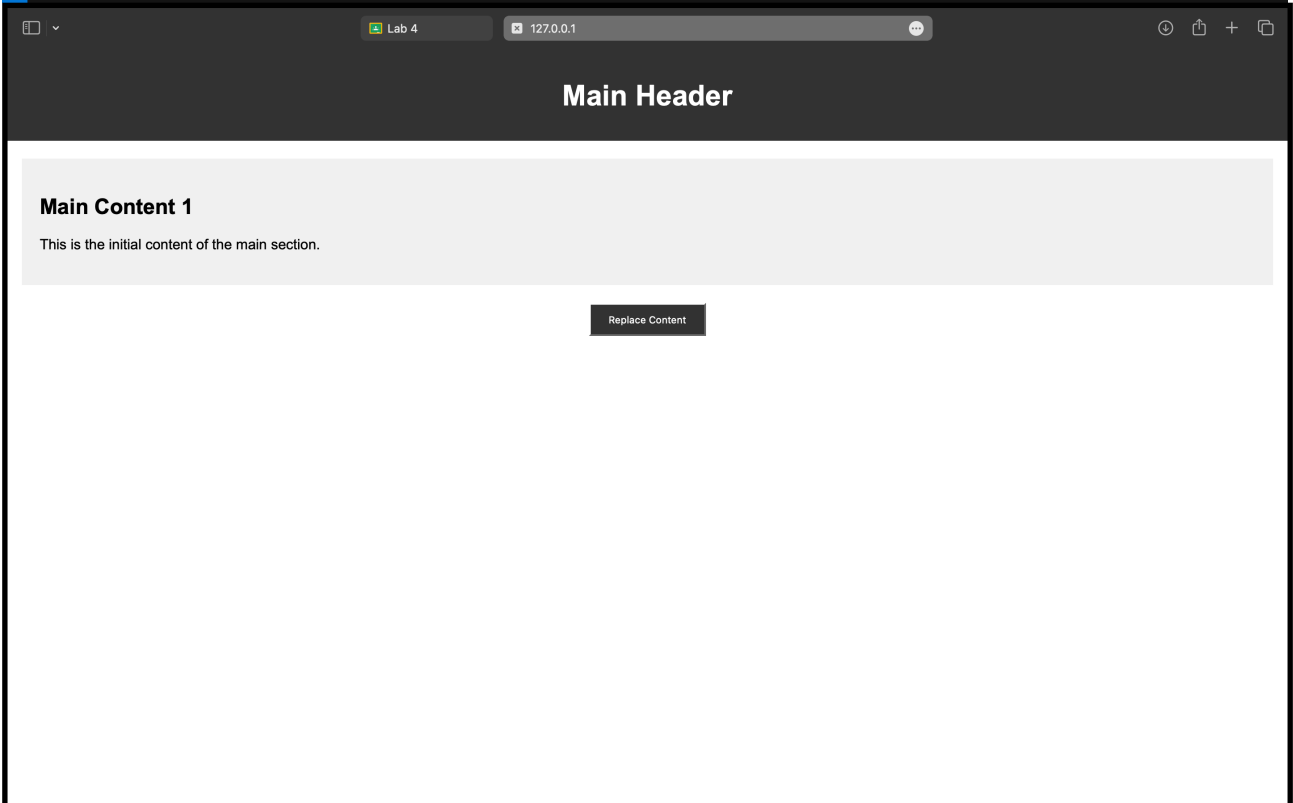 Lab 4
127.0.0.1
Main Header
Main Content 1
This is the initial content of the main section.
Replace Content